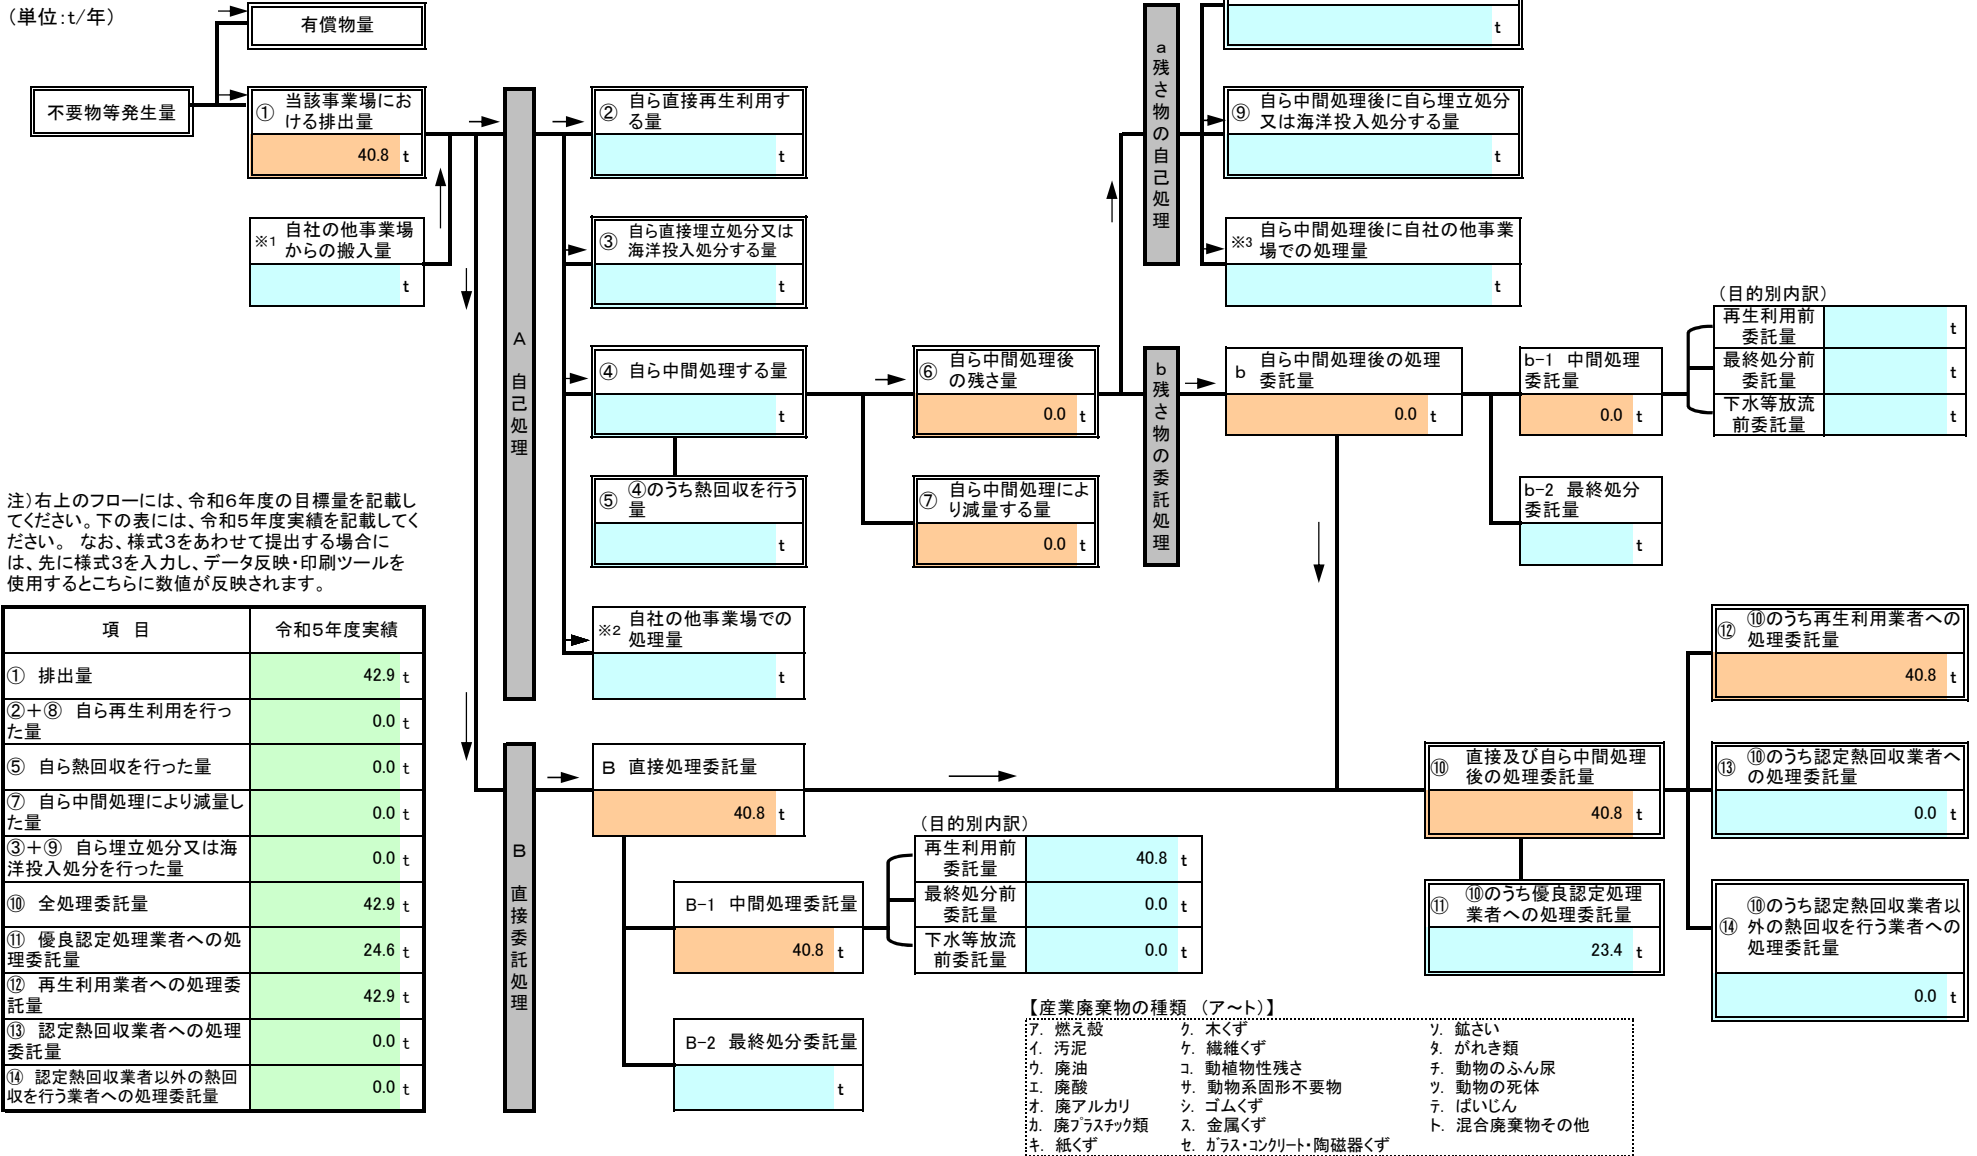 （単位：t/年）
有償物量
t
不要物等発生量
① 当該事業場にお
ける排出量
40.8 t
② 自ら直接再生利用す
る量
t
a 残さ物の自己処理
⑨ 自ら中間処理後に自ら埋立処分
又は海洋投入処分する量
t
※1 自社の他事業場
からの搬入量
t
③ 自ら直接埋立処分又は
海洋投入処分する量
t
※3 自ら中間処理後に自社の他事業
場での処理量
t
A 自己処理
④ 自ら中間処理する量
t
⑥ 自ら中間処理後
の残さ量
0.0 t
b 残さ物の委託処理
b 自ら中間処理後の処理
委託量
0.0 t
b-1 中間処理
委託量
0.0 t
（目的別内訳）
再生利用前
委託量 t
最終処分前
委託量 t
下水等放流
前委託量 t
⑤ ④のうち熱回収を行う
量
t
⑦ 自ら中間処理によ
り減量する量
0.0 t
b-2 最終処分
委託量
t
注）右上のフローには、令和6年度の目標量を記載し
てください。下の表には、令和5年度実績を記載してく
ださい。 なお、様式3をあわせて提出する場合に
は、先に様式3を入力し、データ反映・印刷ツールを
使用するとこちらに数値が反映されます。
※2 自社の他事業場での
処理量
t
項 目 令和5年度実績
① 排出量 42.9 t
②＋⑧ 自ら再生利用を行っ
た量 0.0 t
⑤ 自ら熱回収を行った量 0.0 t
⑦ 自ら中間処理により減量し
た量 0.0 t
③＋⑨ 自ら埋立処分又は海
洋投入処分を行った量 0.0 t
⑩ 全処理委託量 42.9 t
⑪ 優良認定処理業者への処
理委託量 24.6 t
⑫ 再生利用業者への処理委
託量 42.9 t
⑬ 認定熱回収業者への処理
委託量 0.0 t
⑭ 認定熱回収業者以外の熱回
収を行う業者への処理委託量 0.0 t
B 直接委託処理
B 直接処理委託量
40.8 t
B-1 中間処理委託量
40.8 t
（目的別内訳）
再生利用前
委託量 40.8 t
最終処分前
委託量 0.0 t
下水等放流
前委託量 0.0 t
B-2 最終処分委託量
t
⑩ 直接及び自ら中間処理
後の処理委託量
40.8 t
⑪ ⑩のうち優良認定処理
業者への処理委託量
23.4 t
⑫ ⑩のうち再生利用業者への
処理委託量
40.8 t
⑬ ⑩のうち認定熱回収業者へ
の処理委託量
0.0 t
⑭ ⑩のうち認定熱回収業者以
外の熱回収を行う業者への
処理委託量
0.0 t
【産業廃棄物の種類 （ア～ト）】
ア. 燃え殻 ク. 木くず ソ. 鉱さい
イ. 汚泥 ケ. 繊維くず タ. がれき類
ウ. 廃油 コ. 動植物性残さ チ. 動物のふん尿
エ. 廃酸 サ. 動物系固形不要物 ツ. 動物の死体
オ. 廃アルカリ シ. ゴムくず テ. ばいじん
カ. 廃プラスチック類 ス. 金属くず ト. 混合廃棄物その他
キ. 紙くず セ. ガラス・コンクリート・陶磁器くず